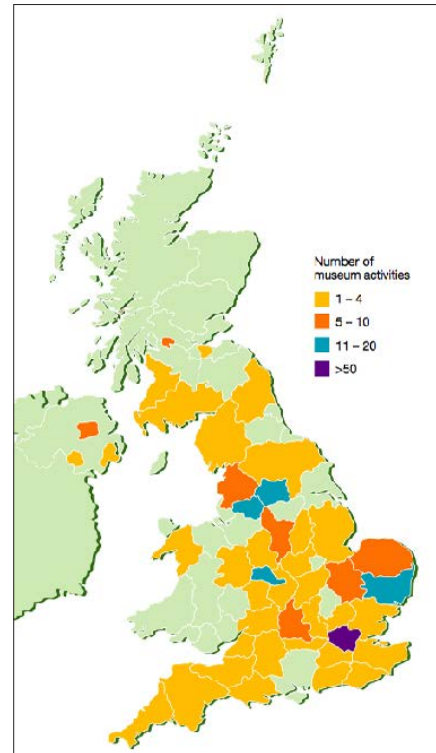 Number of
museum activities
1 – 4
5 – 10
11 – 20
>50